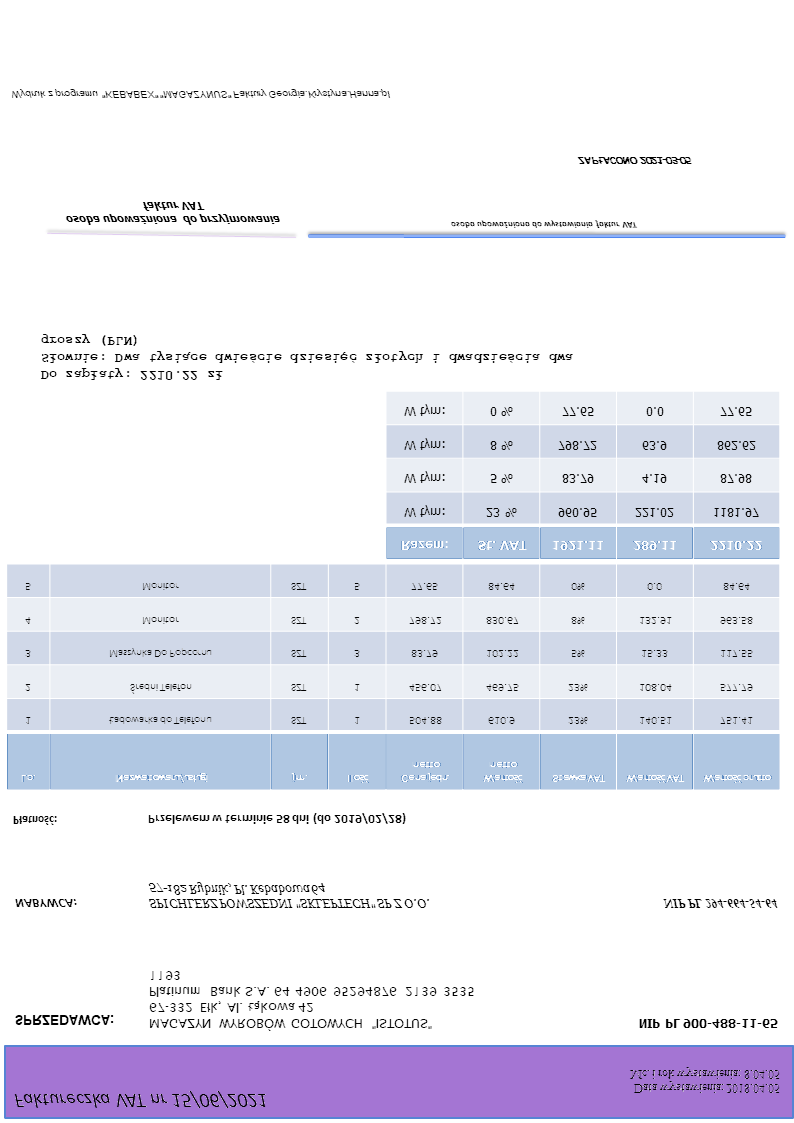 Faktureczka VAT nr 15/06/2021
Data wystawienia: 2018.04.05
i rok wystawienia: 8.04.05
SPRZEDAWCA:
MAGAZYN WYROBÓW GOTOWYCH "ISTOTUS"
NIP PL 900-488-11-65
67-332 Ełk, Al. Łąkowa 42
Platinum Bank S.A. 64 4906 95294876 2139 3535
1193
NABYWCA:
SPICHLERZ POWSZEDNI "SKLEPTECH" SP. Z O.O.
NIP PL 294-664-54-64
57-182 Rybnik, Pl. Kebabowa 64
Płatność: Przelewem w terminie 58 dni (do 2019/02/28)
Lp. Nazwa towaru/usługi jm. Ilość Cena jedn. netto Wartość netto Stawka VAT Wartość VAT Wartość brutto
1 Ładowarka do Telefonu SZT 1 504.88 610.9 23% 140.51 751.41
2 Średni Telefon SZT 1 456.07 469.75 23% 108.04 577.79
3 Maszynka Do Popcornu SZT 3 83.79 102.22 5% 15.33 117.55
4 Monitor SZT 2 798.72 830.67 8% 132.91 963.58
5 Monitor SZT 5 77.65 84.64 0% 0.0 84.64
Razem: St. VAT 1921.11 289.11 2210.22
W tym: 23 % 960.95 221.02 1181.97
W tym: 5 % 83.79 4.19 87.98
W tym: 8 % 798.72 63.9 862.62
W tym: 0 % 77.65 0.0 77.65
Do zapłaty: 2210.22 zł
Słownie: Dwa tysiące dwieście dziesięć złotych i dwadzieścia dwa
groszy (PLN)
osoba upoważniona do przyjmowania
faktur VAT
osoba upoważniona do wystawiania faktur VAT
ZAPŁACONO 2021-03-05
Wydruk z programu "KEBABEX" "MAGAZYNUS" Faktury Georgia.Krystyna.Hanna.pl